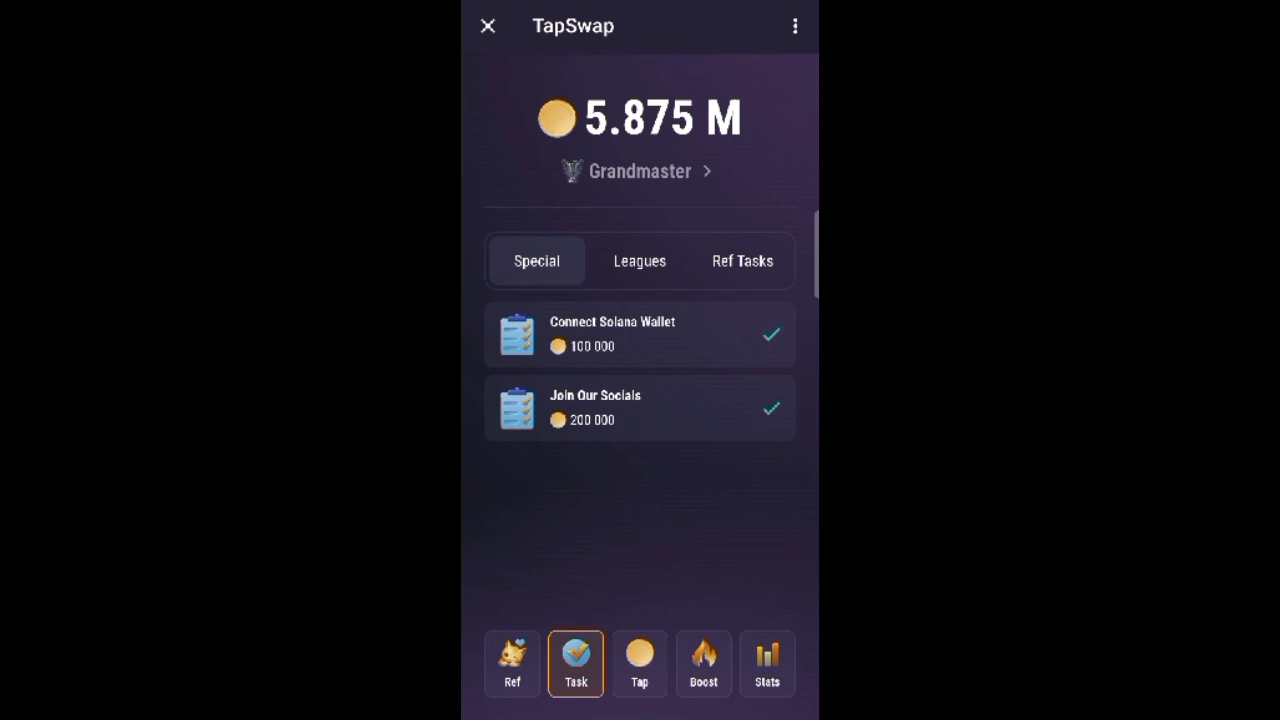 TapSwap
5.875 M
Grandmaster
Special Leagues Ref Tasks
Connect Solana Wallet
100 000
Join Our Socials
200 000
Ref Task Tap Boost Stats